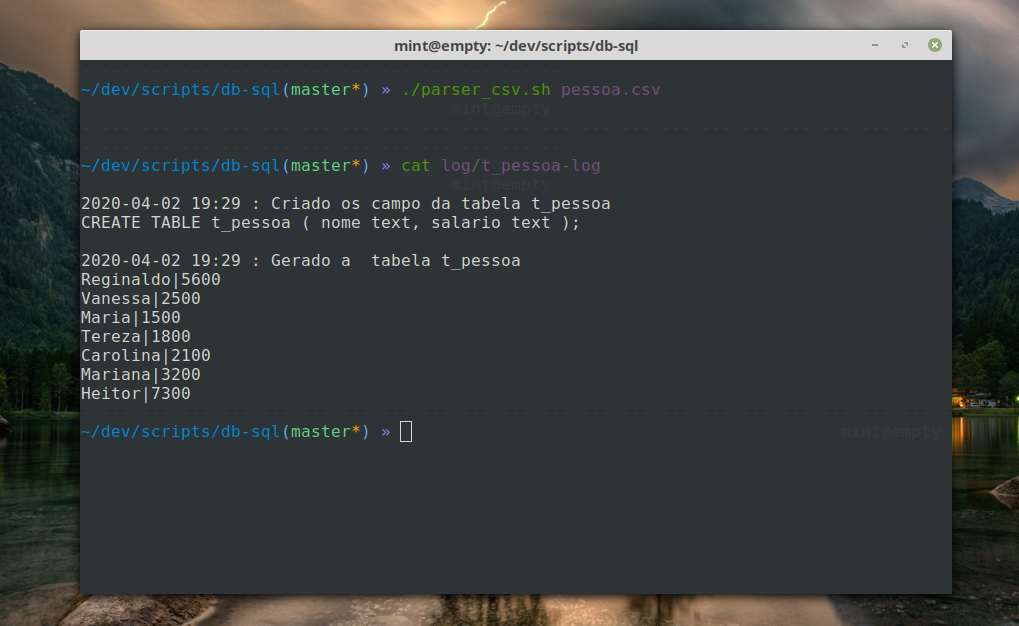 mint@empty: ~/dev/scripts/db-sql
~/dev/scripts/db-sql(master*) » ./parser_csv.sh pessoa.csv
mint@empty
~/dev/scripts/db-sql(master*) » cat log/t_pessoa-log
mint@empty
2020-04-02 19:29 : Criado os campo da tabela t_pessoa
CREATE TABLE t_pessoa ( nome text, salario text );
2020-04-02 19:29 : Gerado a  tabela t_pessoa
Reginaldo|5600
Vanessa|2500
Maria|1500
Tereza|1800
Carolina|2100
Mariana|3200
Heitor|7300
~/dev/scripts/db-sql(master*) » mint@empty